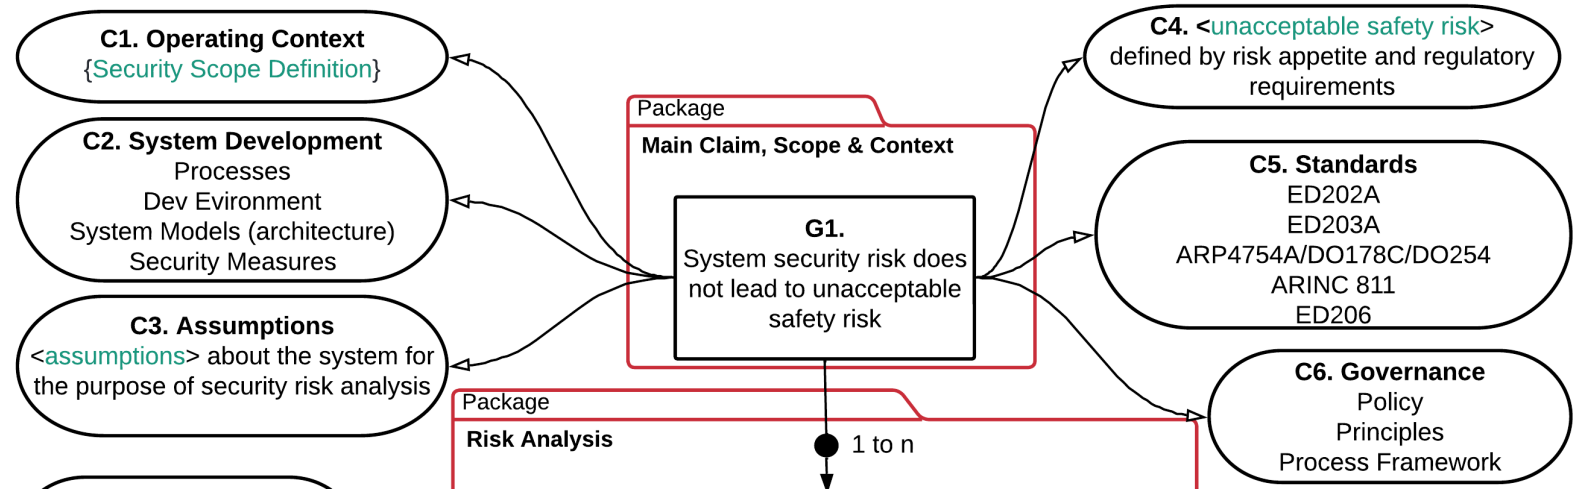 C1. Operating Context
{Security Scope Definition}
C2. System Development
Processes
Dev Evironment
System Models (architecture)
Security Measures
C3. Assumptions
<assumptions> about the system for
the purpose of security risk analysis
Package
Main Claim, Scope & Context
G1.
System security risk does
not lead to unacceptable
safety risk
C4. <unacceptable safety risk>
defined by risk appetite and regulatory
requirements
C5. Standards
ED202A
ED203A
ARP4754A/DO178C/DO254
ARINC 811
ED206
C6. Governance
Policy
Principles
Process Framework
Package
Risk Analysis
1 to n